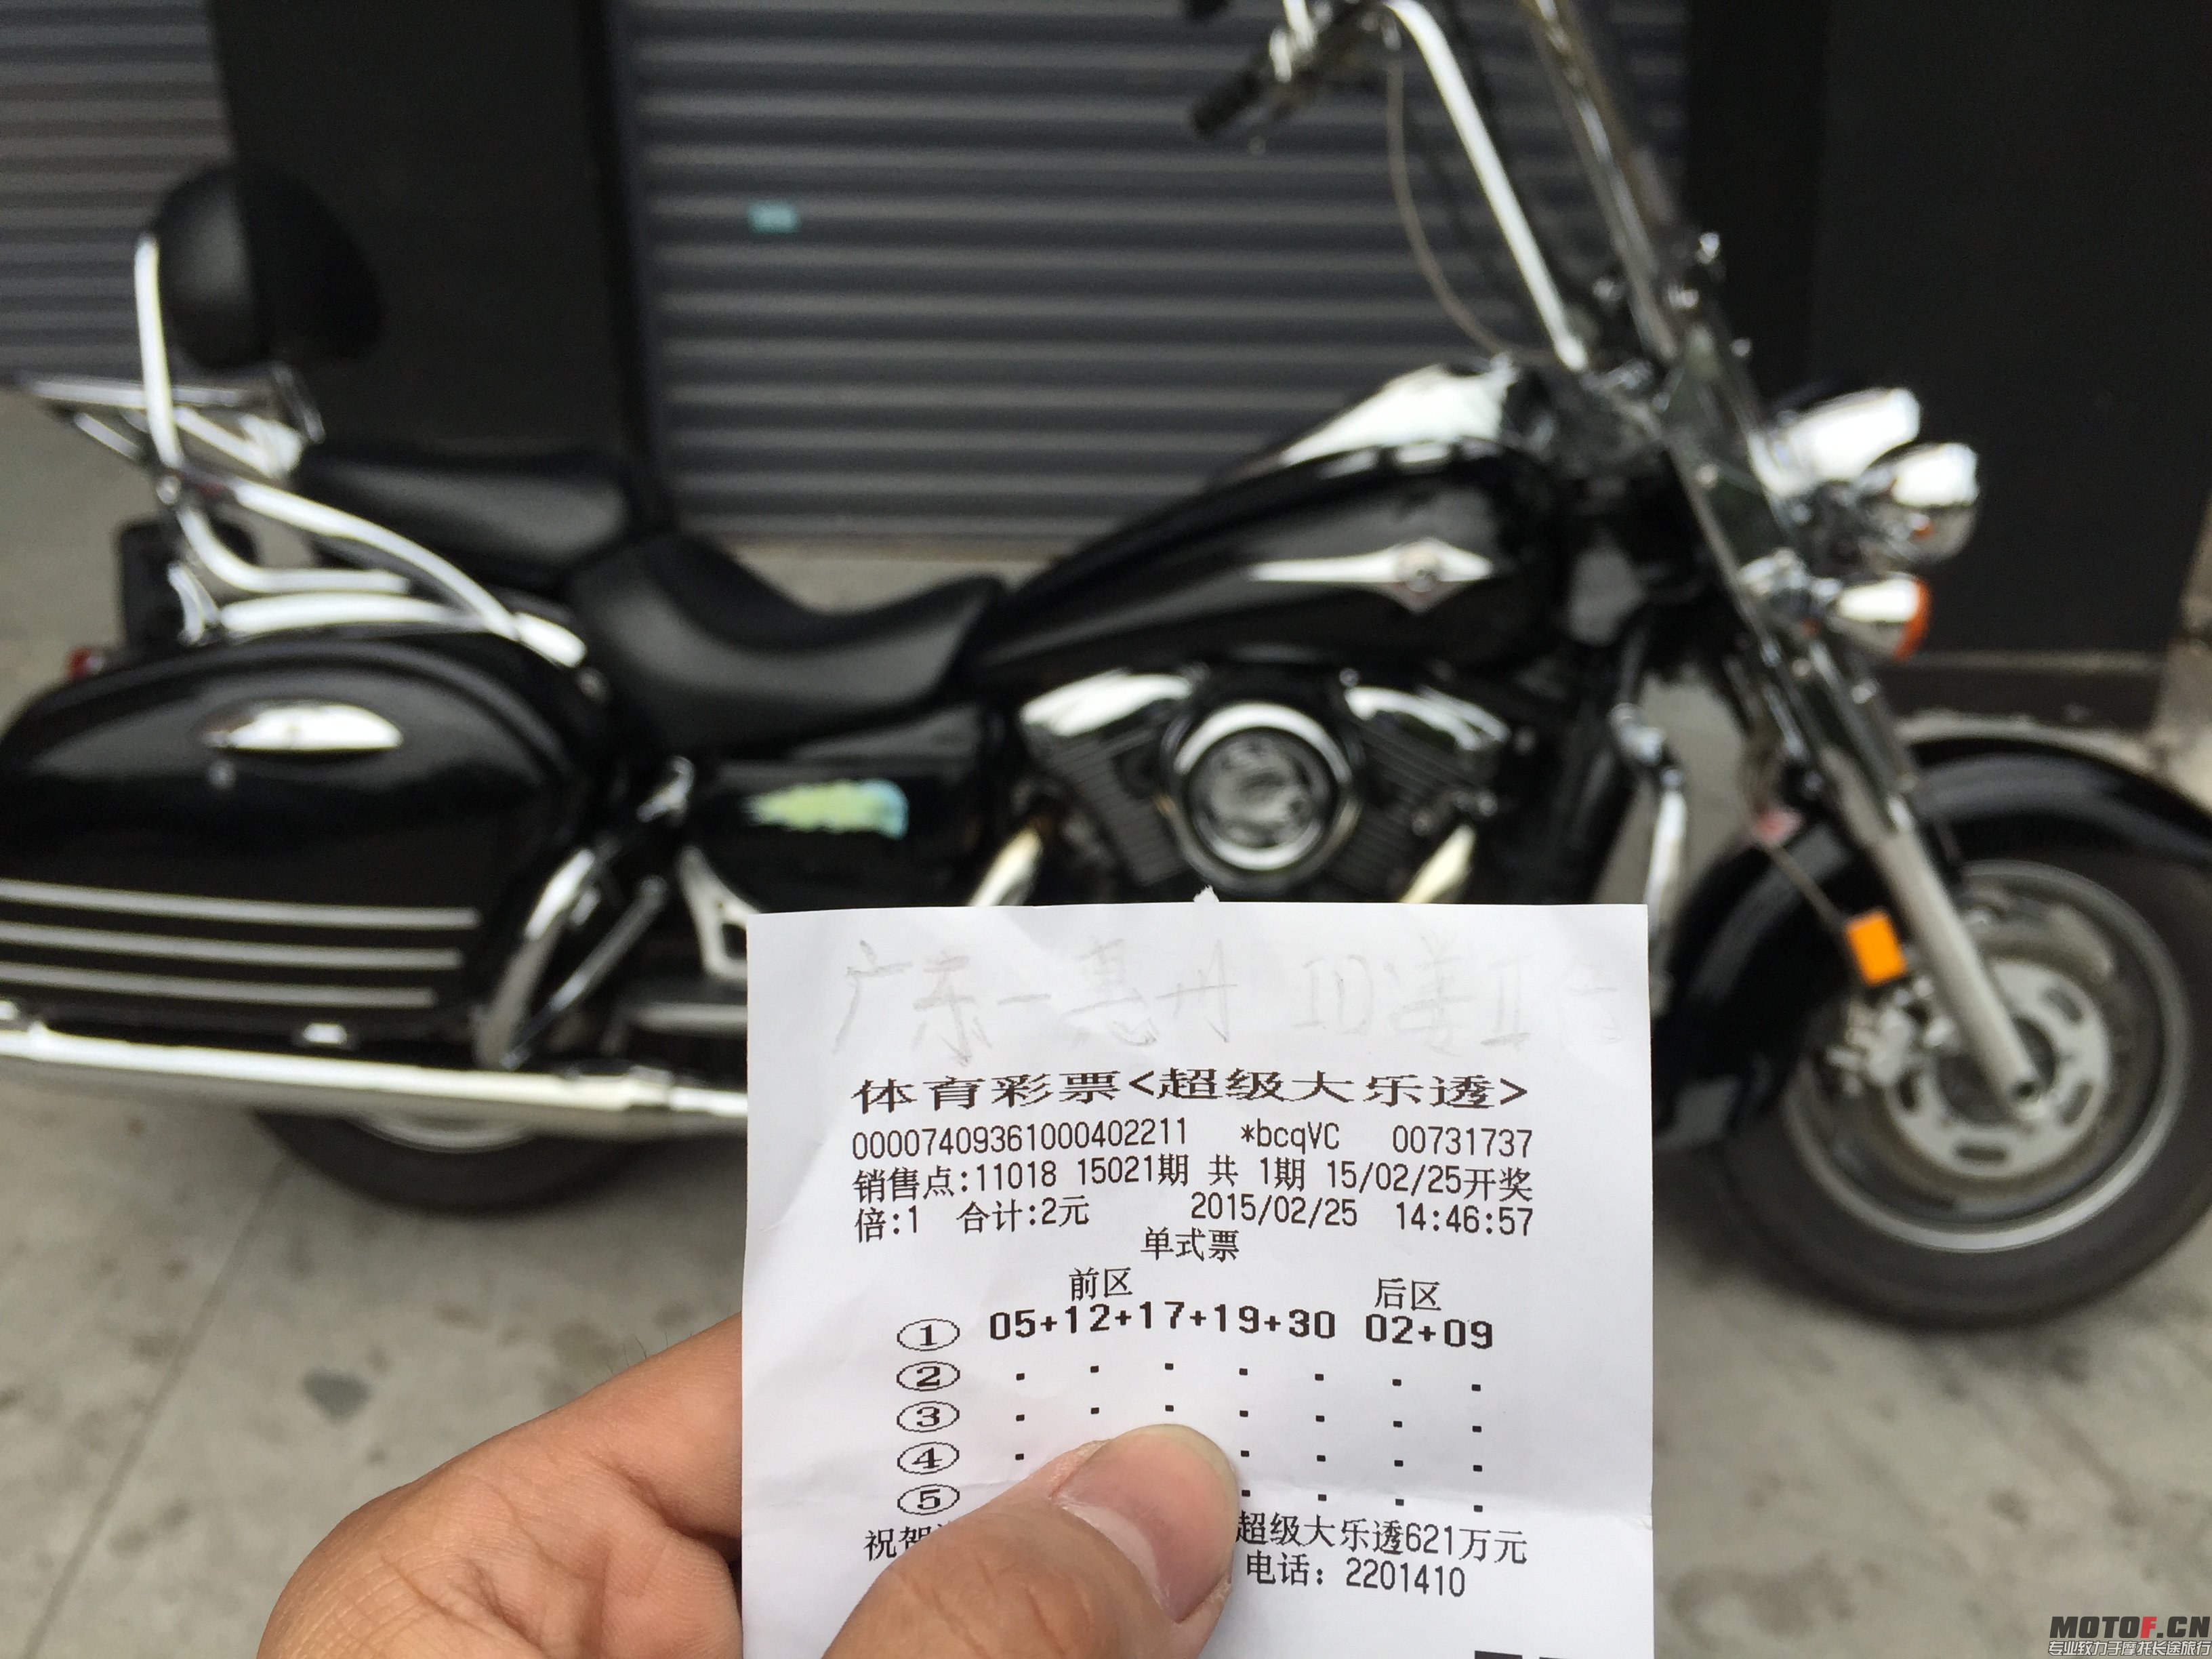 广东一惠丹 ID姜
体育彩票<超级大乐透>
00007409361000402211 *bcqVC 00731737
销售点:11018 15021期 共 1期 15/02/25开奖
倍:1 合计:2元 2015/02/25 14:46:57
单式票
前区 后区
① 05+12+17+19+30 02+09
②
③
④
⑤
祝贺 超级大乐透621万元
电话：2201410
MOTOF.CN
专业致力于摩托长途旅行